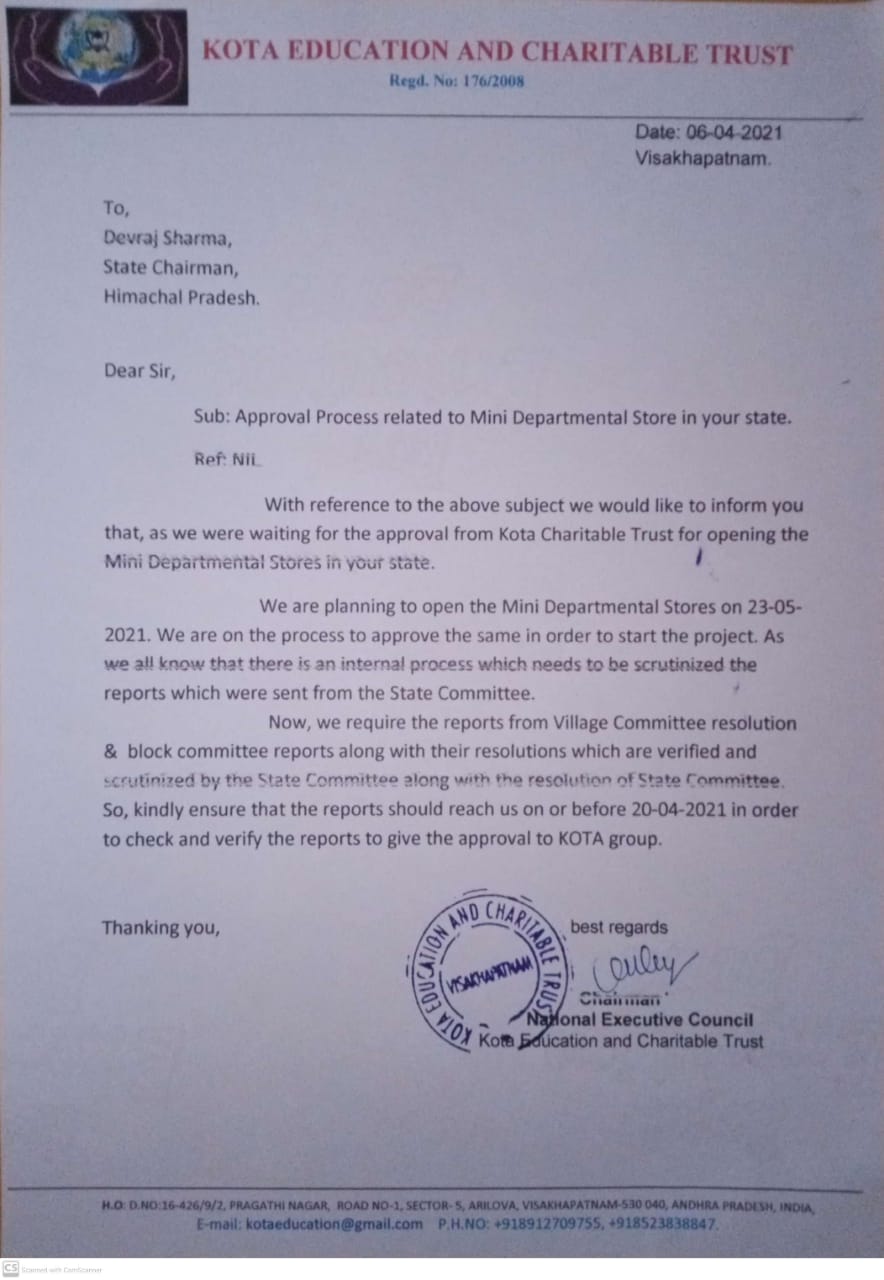 KOTA EDUCATION AND CHARITABLE TRUST
Regd. No: 176/2008
Date: 06-04-2021
Visakhapatnam.
To,
Devraj Sharma,
State Chairman,
Himachal Pradesh.
Dear Sir,
Sub: Approval Process related to Mini Departmental Store in your state.
Ref: NIL
With reference to the above subject we would like to inform you
that, as we were waiting for the approval from Kota Charitable Trust for opening the
Mini Departmental Stores in your state.
We are planning to open the Mini Departmental Stores on 23-05-
2021. We are on the process to approve the same in order to start the project. As
we all know that there is an internal process which needs to be scrutinized the
reports which were sent from the State Committee.
Now, we require the reports from Village Committee resolution
& block committee reports along with their resolutions which are verified and
scrutinized by the State Committee along with the resolution of State Committee.
So, kindly ensure that the reports should reach us on or before 20-04-2021 in order
to check and verify the reports to give the approval to KOTA group.
Thanking you,
best regards
KOTA EDUCATION AND CHARITABLE TRUST
VISAKHAPATNAM
Chairman
National Executive Council
Kota Education and Charitable Trust
H.O: D.NO:16-426/9/2, PRAGATHI NAGAR, ROAD NO-1, SECTOR- 5, ARILOVA, VISAKHAPATNAM-530 040, ANDHRA PRADESH, INDIA,
E-mail: kotaeducation@gmail.com P.H.NO: +918912709755, +918523838847.
CS Scanned with CamScanner